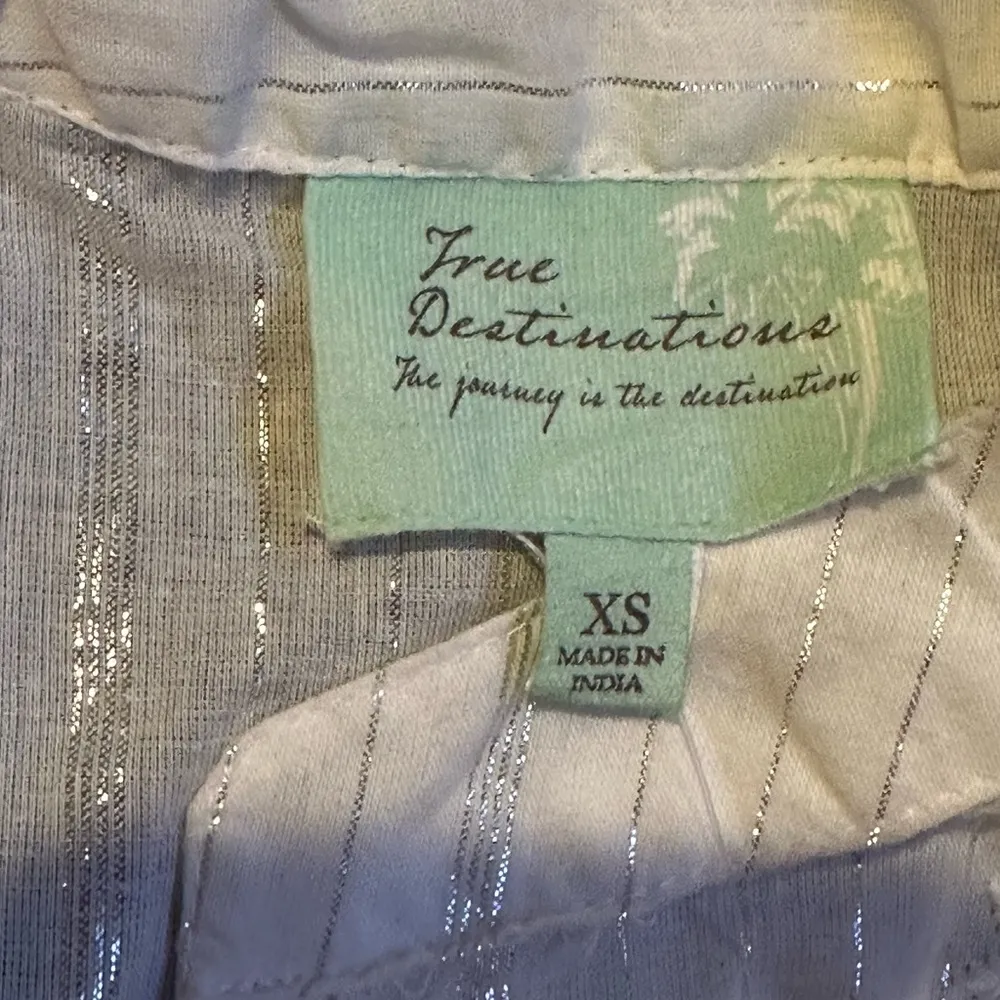 True
Destinations
The journey is the destination
XS
MADE IN
INDIA